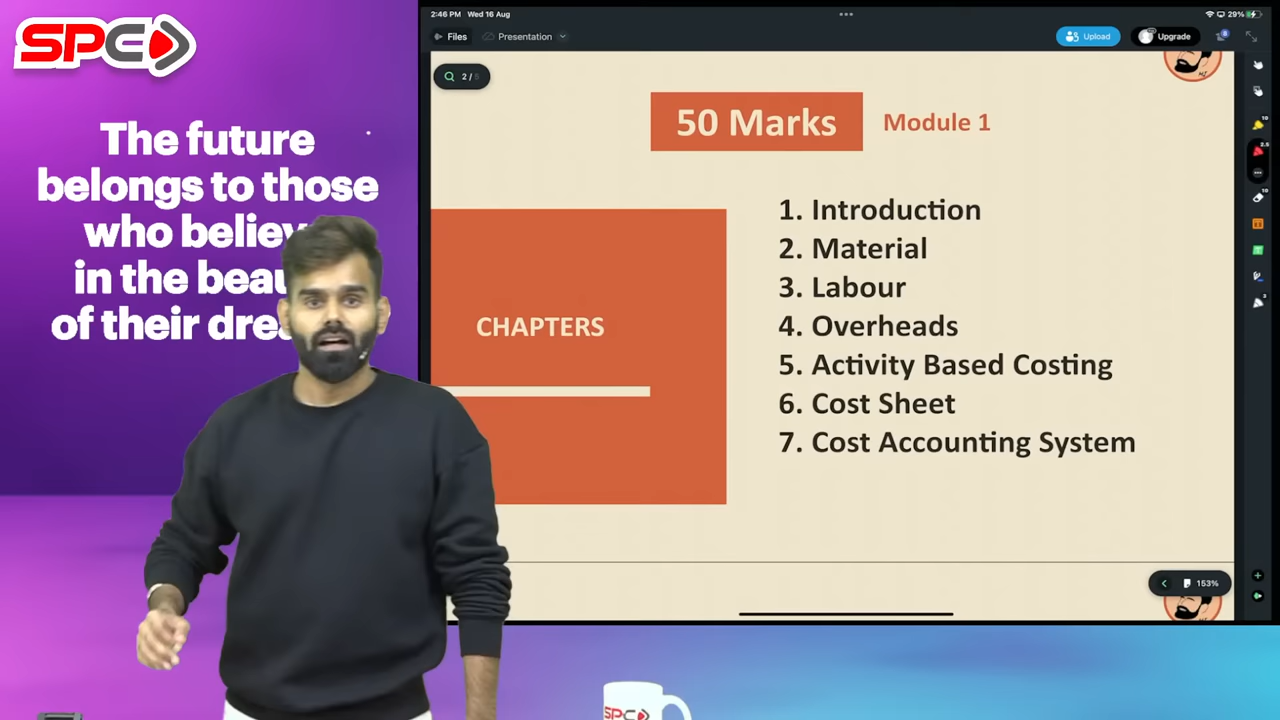 SPC
The future
belongs to those
who believ
in the beau
of their drea
2:46 PM Wed 16 Aug
29%
Files
Presentation
Upload
Upgrade
2 /
50 Marks
Module 1
CHAPTERS
1. Introduction
2. Material
3. Labour
4. Overheads
5. Activity Based Costing
6. Cost Sheet
7. Cost Accounting System
153%
SPC